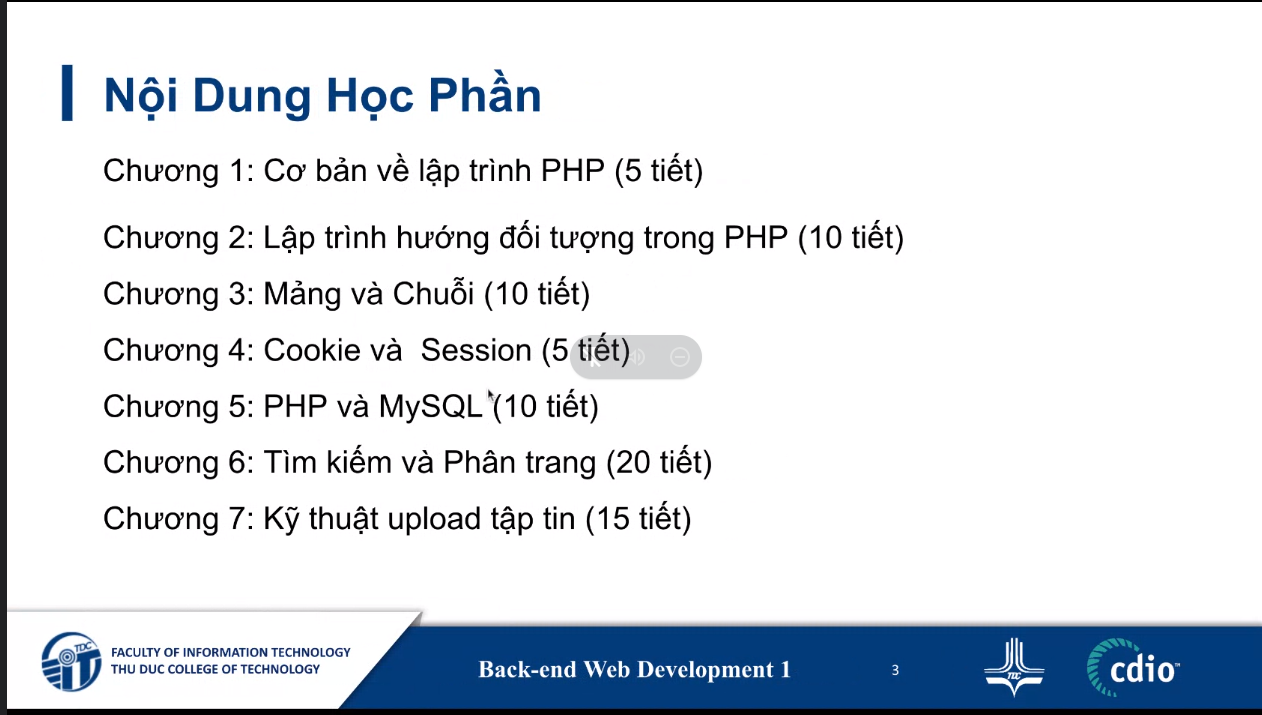 Nội Dung Học Phần
Chương 1: Cơ bản về lập trình PHP (5 tiết)
Chương 2: Lập trình hướng đối tượng trong PHP (10 tiết)
Chương 3: Mảng và Chuỗi (10 tiết)
Chương 4: Cookie và Session (5 tiết)
Chương 5: PHP và MySQL (10 tiết)
Chương 6: Tìm kiếm và Phân trang (20 tiết)
Chương 7: Kỹ thuật upload tập tin (15 tiết)
TDC
FACULTY OF INFORMATION TECHNOLOGY
THU DUC COLLEGE OF TECHNOLOGY
Back-end Web Development 1
3
TDC
cdio™